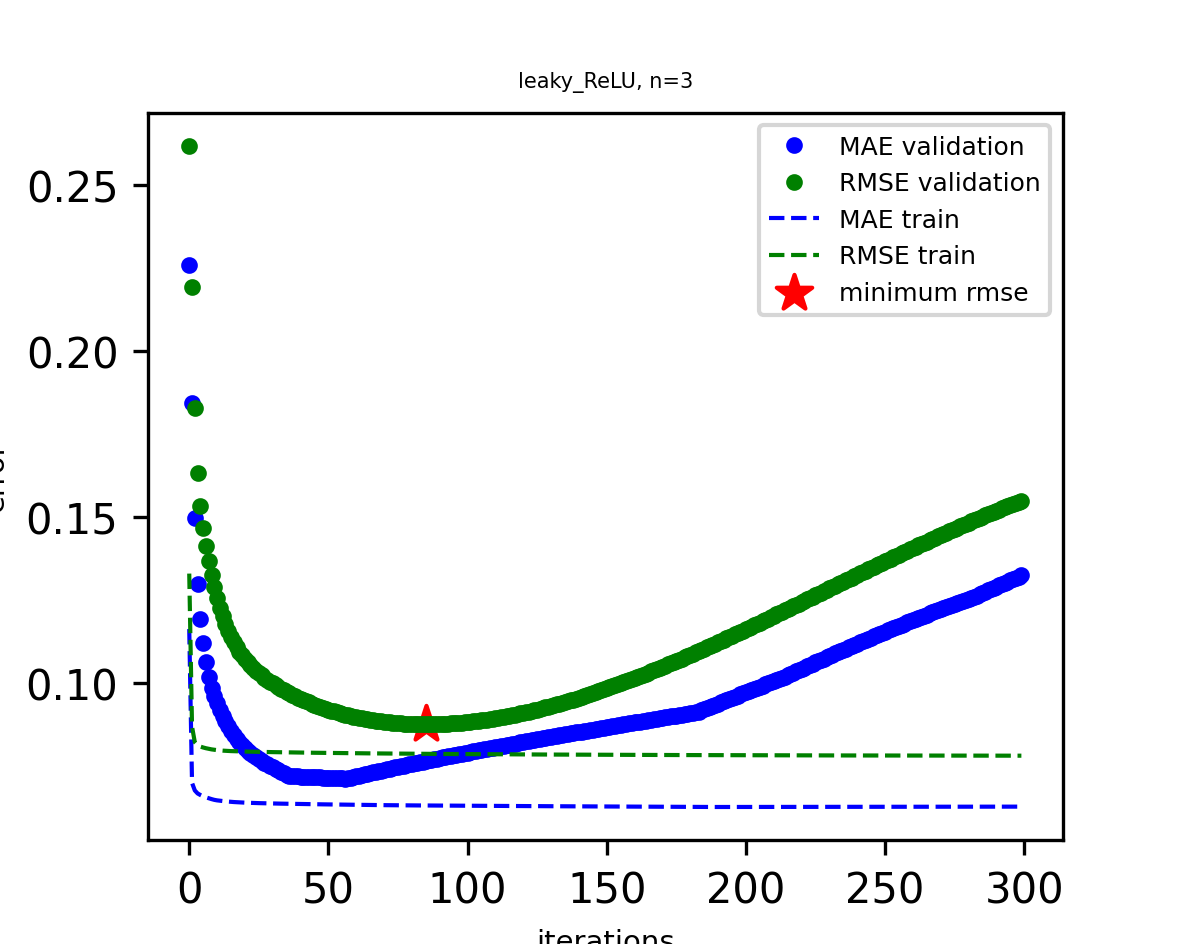 leaky_ReLU, n=3
MAE validation
RMSE validation
MAE train
RMSE train
minimum rmse
0.25
0.20
0.15
0.10
0 50 100 150 200 250 300
iterations